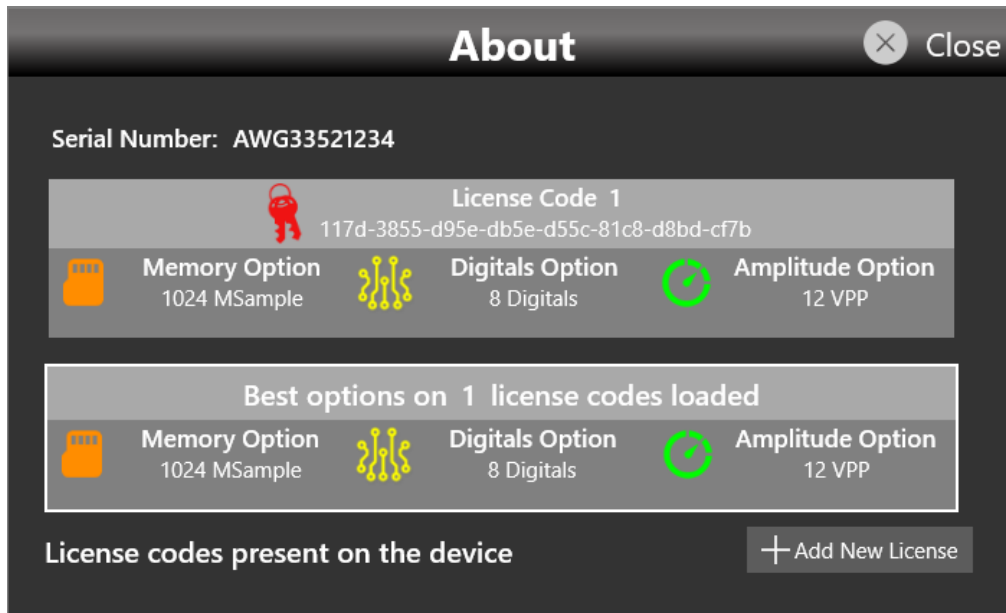 About
Close
Serial Number: AWG33521234
License Code 1
117d-3855-d95e-db5e-d55c-81c8-d8bd-cf7b
Memory Option Digitals Option Amplitude Option
1024 MSample 8 Digitals 12 VPP
Best options on 1 license codes loaded
Memory Option Digitals Option Amplitude Option
1024 MSample 8 Digitals 12 VPP
License codes present on the device
Add New License